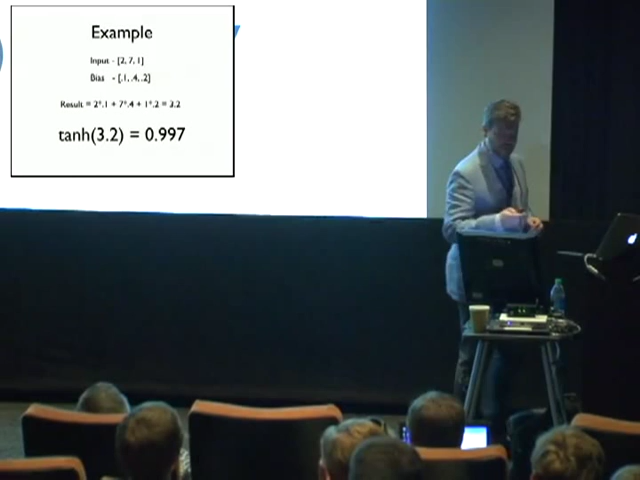 Example
Input - [2, 7, 1]
Bias - [.1, .4, .2]
Result = 2*.1 + 7*.4 + 1*.2 = 3.2
tanh(3.2) = 0.997